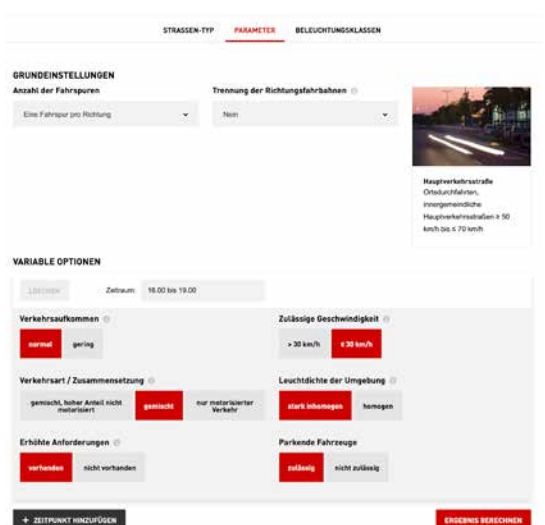 STRASSEN-TYP PARAMETER BELEUCHTUNGSKLASSEN
GRUNDEINSTELLUNGEN
Anzahl der Fahrspuren
Eine Fahrspur pro Richtung
Trennung der Richtungsfahrbahnen
Nein
Hauptverkehrsstraße
Ortsdurchfahrten,
innergemeindliche
Hauptverkehrsstraßen ≥ 50
km/h bis ≤ 70 km/h
VARIABLE OPTIONEN
LÖSCHEN Zeitraum: 16.00 bis 19.00
Verkehrsaufkommen
normal gering
Zulässige Geschwindigkeit
> 30 km/h ≤ 30 km/h
Verkehrsart / Zusammensetzung
gemischt, hoher Anteil nicht
motorisiert
gemischt
nur motorisierter
Verkehr
Leuchtdichte der Umgebung
stark inhomogen homogen
Erhöhte Anforderungen
vorhanden nicht vorhanden
Parkende Fahrzeuge
zulässig nicht zulässig
+ ZEITPUNKT HINZUFÜGEN
ERGEBNIS BERECHNEN